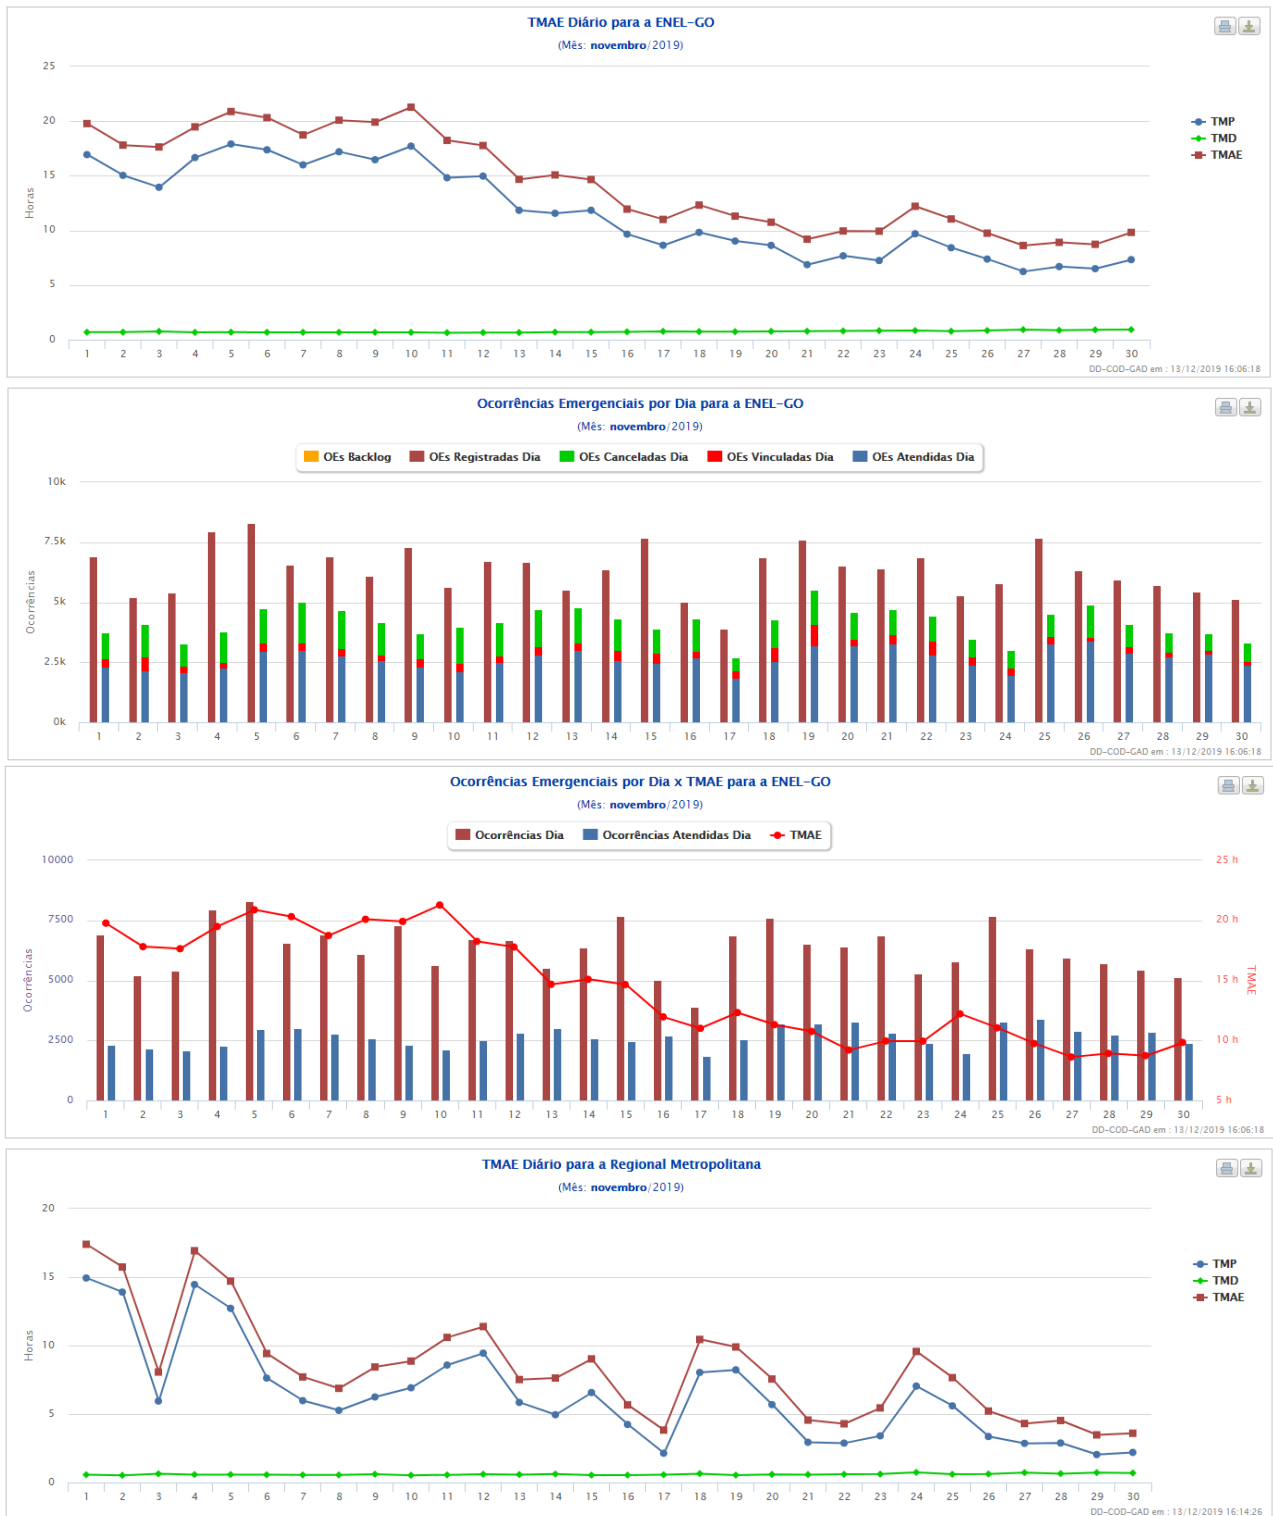 TMAE Diário para a ENEL-GO
(Mês: novembro/2019)
25
20
15
10
5
0
Horas
TMP
TMD
TMAE
1 2 3 4 5 6 7 8 9 10 11 12 13 14 15 16 17 18 19 20 21 22 23 24 25 26 27 28 29 30
DD-COD-GAD em : 13/12/2019 16:06:18
Ocorrências Emergenciais por Dia para a ENEL-GO
(Mês: novembro/2019)
OEs Backlog OEs Registradas Dia OEs Canceladas Dia OEs Vinculadas Dia OEs Atendidas Dia
10k
7.5k
5k
2.5k
0k
Ocorrências
1 2 3 4 5 6 7 8 9 10 11 12 13 14 15 16 17 18 19 20 21 22 23 24 25 26 27 28 29 30
DD-COD-GAD em : 13/12/2019 16:06:18
Ocorrências Emergenciais por Dia x TMAE para a ENEL-GO
(Mês: novembro/2019)
Ocorrências Dia Ocorrências Atendidas Dia TMAE
10000
7500
5000
2500
0
Ocorrências
25 h
20 h
15 h
10 h
5 h
TMAE
1 2 3 4 5 6 7 8 9 10 11 12 13 14 15 16 17 18 19 20 21 22 23 24 25 26 27 28 29 30
DD-COD-GAD em : 13/12/2019 16:06:18
TMAE Diário para a Regional Metropolitana
(Mês: novembro/2019)
20
15
10
5
0
Horas
TMP
TMD
TMAE
1 2 3 4 5 6 7 8 9 10 11 12 13 14 15 16 17 18 19 20 21 22 23 24 25 26 27 28 29 30
DD-COD-GAD em : 13/12/2019 16:14:26